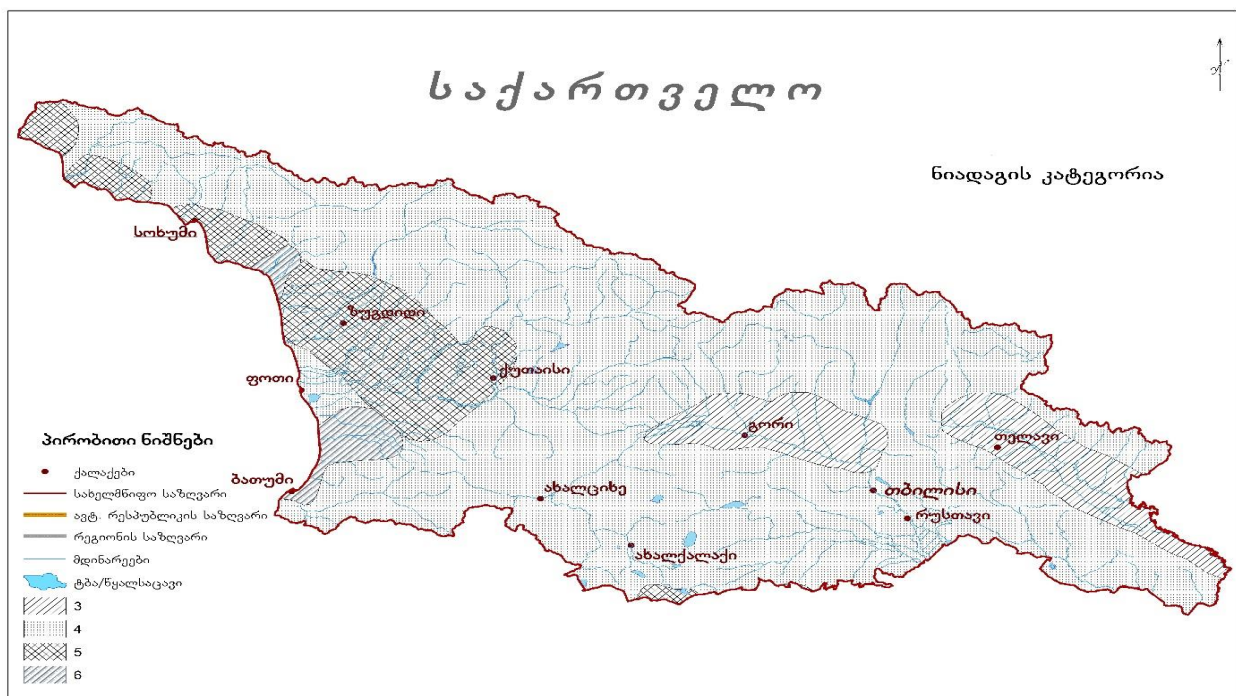 საქართველო
ნიადაგის კატეგორია
სოხუმი
ზუგდიდი
ქუთაისი
ფოთი
გორი
თელავი
ბათუმი
ახალციხე
თბილისი
რუსთავი
ახალქალაქი
პირობითი ნიშნები
ქალაქები
სახელმწიფო საზღვარი
ავტ. რესპუბლიკის საზღვარი
რეგიონის საზღვარი
მდინარეები
ტბა/წყალსაცავი
3
4
5
6